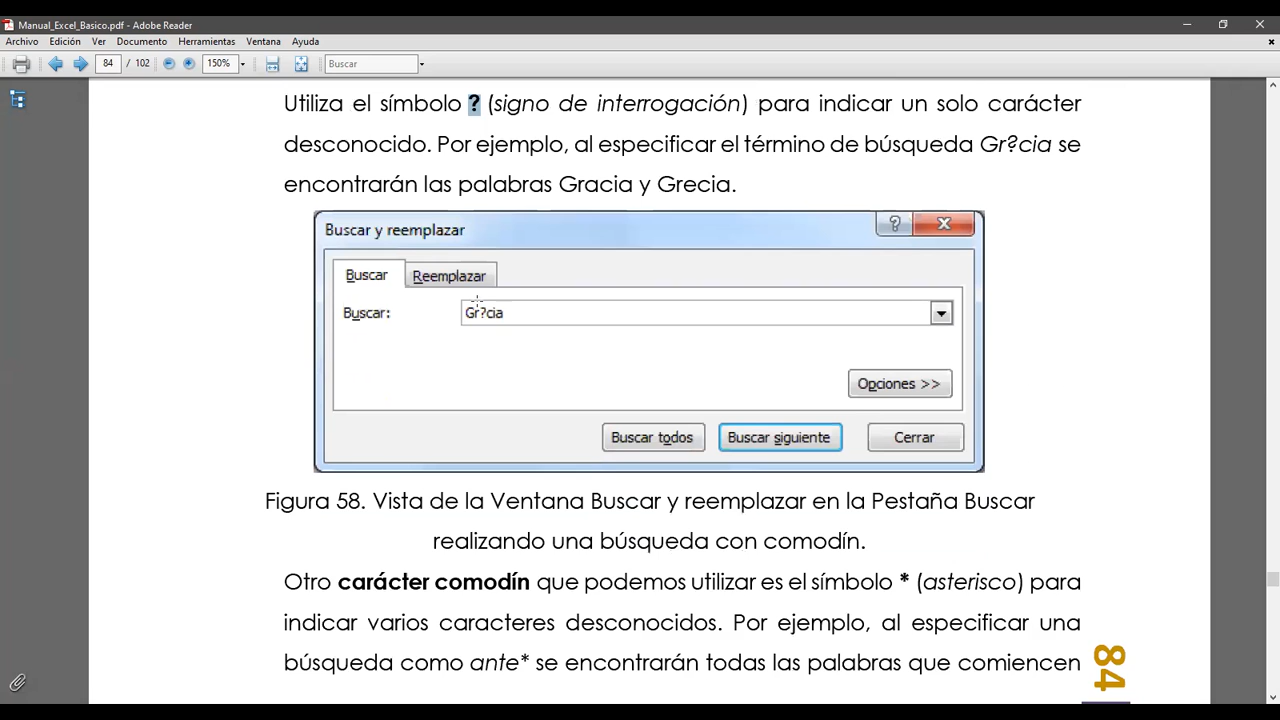 Manual_Excel_Basico.pdf - Adobe Reader
Archivo Edición Ver Documento Herramientas Ventana Ayuda
84 / 102 150% Buscar
Utiliza el símbolo ? (signo de interrogación) para indicar un solo carácter
desconocido. Por ejemplo, al especificar el término de búsqueda Gr?cia se
encontrarán las palabras Gracia y Grecia.
Buscar y reemplazar
Buscar Reemplazar
Buscar: Gr?cia
Opciones >>
Buscar todos Buscar siguiente Cerrar
Figura 58. Vista de la Ventana Buscar y reemplazar en la Pestaña Buscar
realizando una búsqueda con comodín.
Otro carácter comodín que podemos utilizar es el símbolo * (asterisco) para
indicar varios caracteres desconocidos. Por ejemplo, al especificar una
búsqueda como ante* se encontrarán todas las palabras que comiencen
84